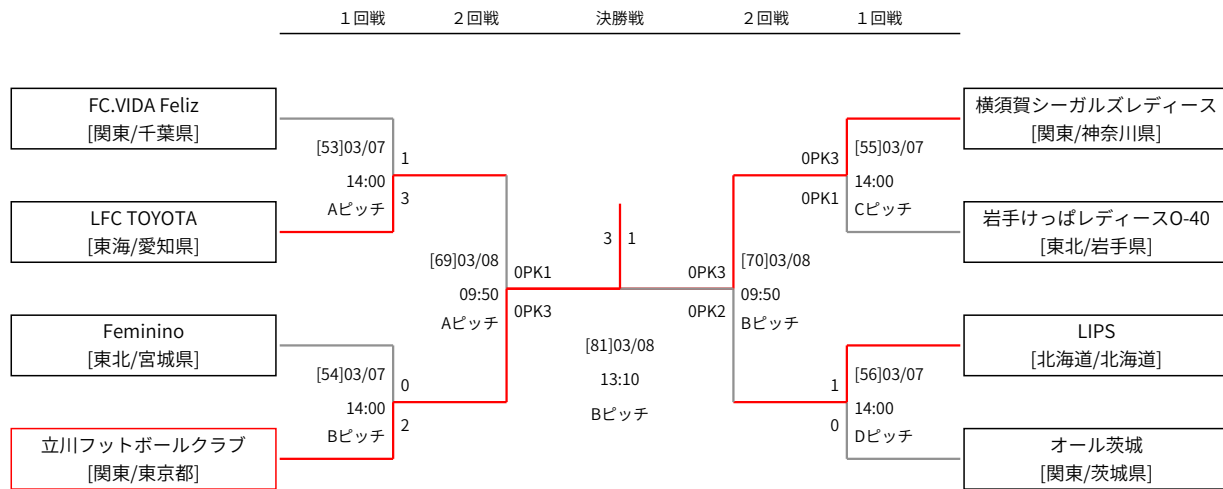 １回戦
２回戦
決勝戦
２回戦
１回戦
FC.VIDA Feliz
[関東/千葉県]
[53]03/07
14:00
Aピッチ
1
3
LFC TOYOTA
[東海/愛知県]
[69]03/08
09:50
Aピッチ
0PK1
0PK3
Feminino
[東北/宮城県]
[54]03/07
14:00
Bピッチ
0
2
立川フットボールクラブ
[関東/東京都]
3
1
[81]03/08
13:10
Bピッチ
横須賀シーガルズレディース
[関東/神奈川県]
0PK3
0PK1
[55]03/07
14:00
Cピッチ
岩手けっぱレディースO-40
[東北/岩手県]
0PK3
0PK2
[70]03/08
09:50
Bピッチ
LIPS
[北海道/北海道]
1
0
[56]03/07
14:00
Dピッチ
オール茨城
[関東/茨城県]